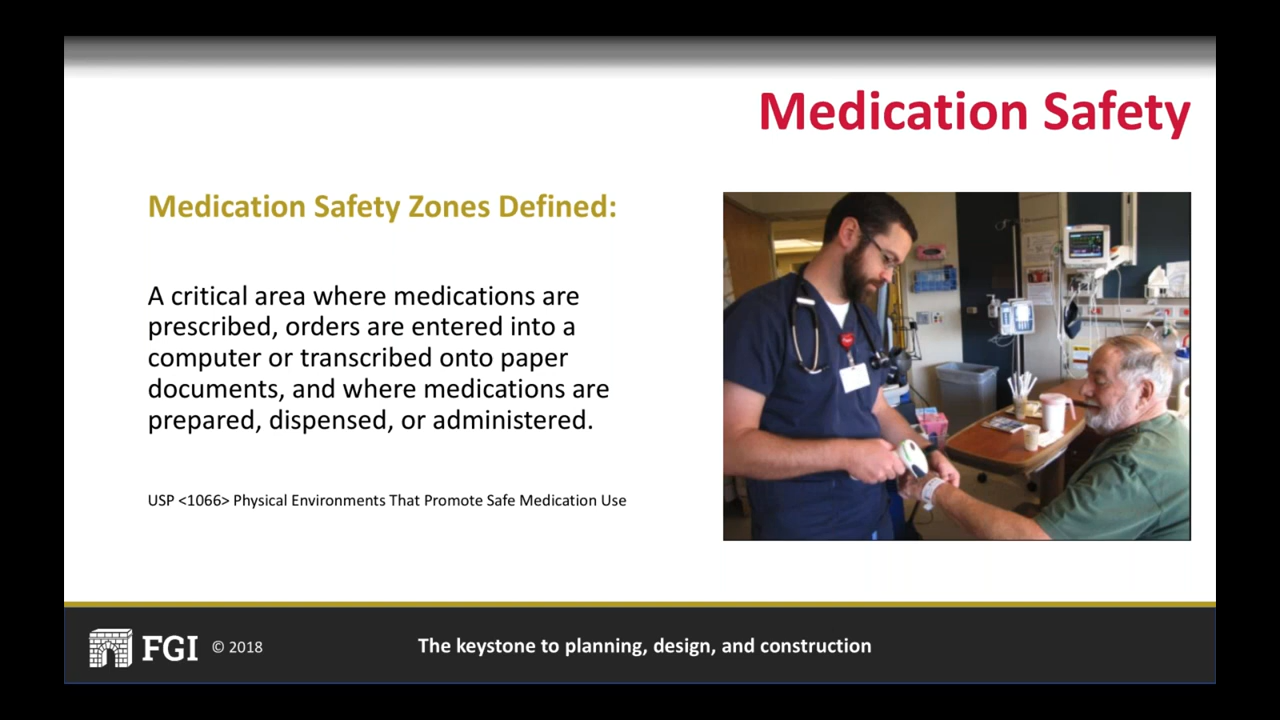 Medication Safety
Medication Safety Zones Defined:
A critical area where medications are
prescribed, orders are entered into a
computer or transcribed onto paper
documents, and where medications are
prepared, dispensed, or administered.
USP <1066> Physical Environments That Promote Safe Medication Use
FGI © 2018
The keystone to planning, design, and construction